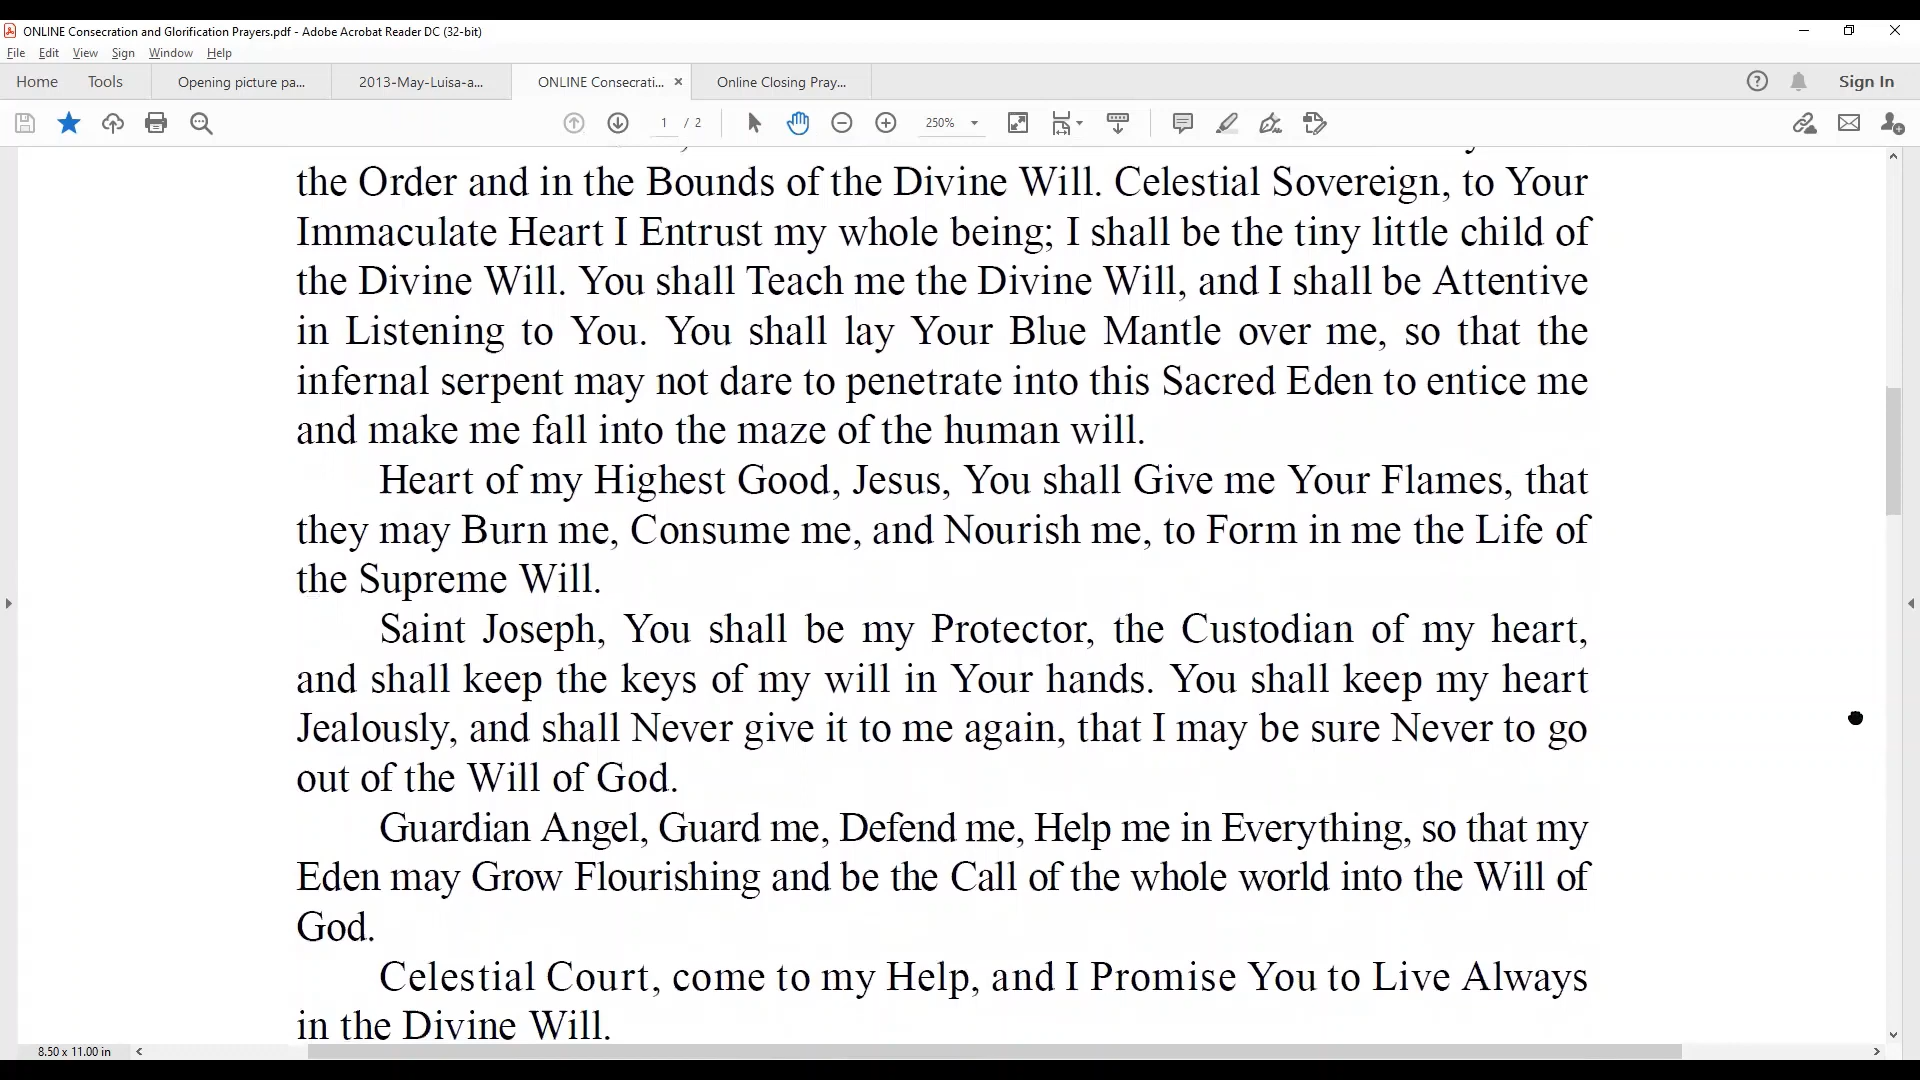 ONLINE Consecration and Glorification Prayers.pdf - Adobe Acrobat Reader DC (32-bit)
File Edit View Sign Window Help
Home Tools Opening picture pa... 2013-May-Luisa-a... ONLINE Consecrati... × Online Closing Pray... Sign In
1 / 2 250%
the Order and in the Bounds of the Divine Will. Celestial Sovereign, to Your
Immaculate Heart I Entrust my whole being; I shall be the tiny little child of
the Divine Will. You shall Teach me the Divine Will, and I shall be Attentive
in Listening to You. You shall lay Your Blue Mantle over me, so that the
infernal serpent may not dare to penetrate into this Sacred Eden to entice me
and make me fall into the maze of the human will.
Heart of my Highest Good, Jesus, You shall Give me Your Flames, that
they may Burn me, Consume me, and Nourish me, to Form in me the Life of
the Supreme Will.
Saint Joseph, You shall be my Protector, the Custodian of my heart,
and shall keep the keys of my will in Your hands. You shall keep my heart
Jealously, and shall Never give it to me again, that I may be sure Never to go
out of the Will of God.
Guardian Angel, Guard me, Defend me, Help me in Everything, so that my
Eden may Grow Flourishing and be the Call of the whole world into the Will of
God.
Celestial Court, come to my Help, and I Promise You to Live Always
in the Divine Will.
8.50 x 11.00 in